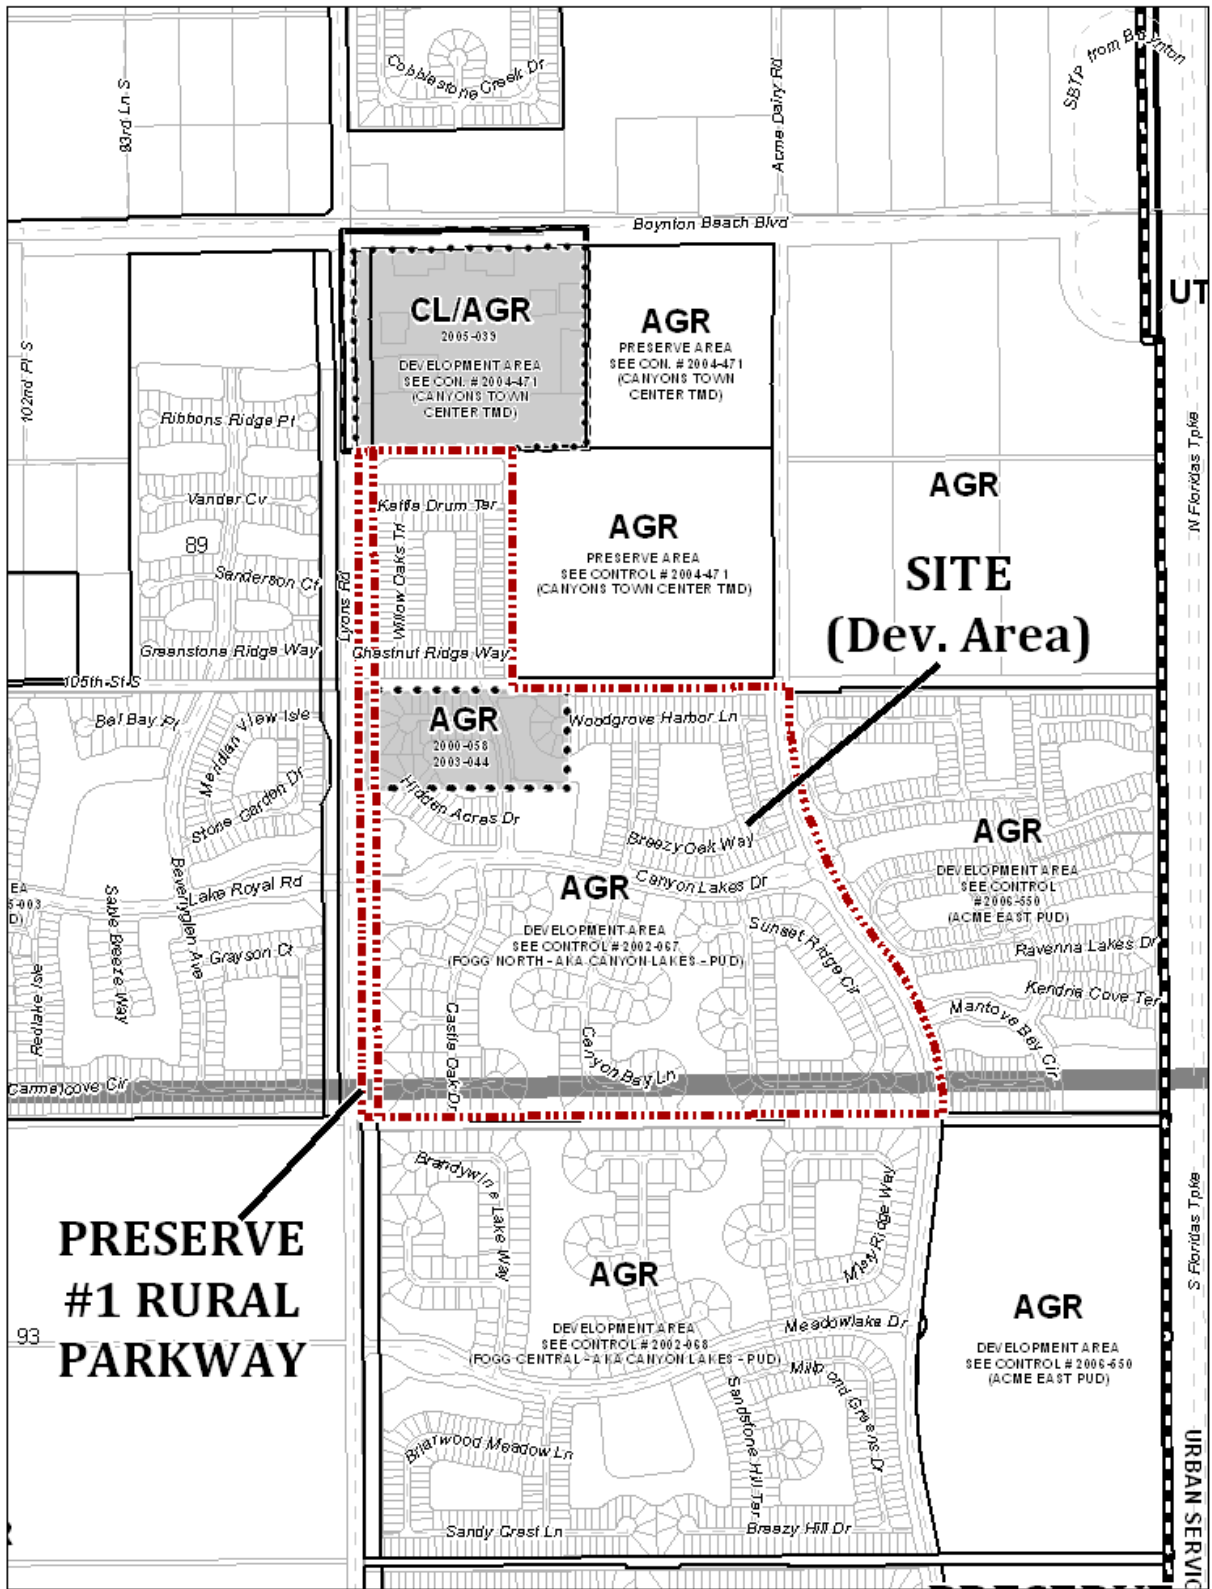 Cobblestone Creek Dr
93rd Ln S
Acme Dairy Rd
SBTP from Boynton
Boynton Beach Blvd
UT
CL/AGR
2005-039
DEVELOPMENT AREA
SEE CON. # 2004-471
(CANYONS TOWN
CENTER TMD)
AGR
PRESERVE AREA
SEE CON. # 2004-471
(CANYONS TOWN
CENTER TMD)
102nd Pl S
Ribbons Ridge Pt
N Floridas Tpke
Vander Cv
89
Sanderson Ct
Greenstone Ridge Way
Lyons Rd
Kettle Drum Ter
Willow Oaks Trl
Chestnut Ridge Way
AGR
PRESERVE AREA
SEE CONTROL # 2004-471
(CANYONS TOWN CENTER TMD)
AGR
SITE
(Dev. Area)
105th St S
Bel Bay Pl
Meridian View Isle
Stone Garden Dr
AGR
2000-058
2003-044
Woodgrove Harbor Ln
Hidden Acres Dr
Breezy Oak Way
Canyon Lakes Dr
AGR
DEVELOPMENT AREA
SEE CONTROL # 2002-067
(FOGG NORTH - AKA CANYON LAKES - PUD)
AGR
DEVELOPMENT AREA
SEE CONTROL
#2006-550
(ACME EAST PUD)
EA
5-003
D)
Lake Royal Rd
Beverlyglen Ave
Sable Breeze Way
Grayson Ct
Redlake Isle
Carmelcove Cir
Sunset Ridge Cir
Castle Oak Dr
Canyon Bay Ln
Ravenna Lakes Dr
Kendria Cove Ter
Mantova Bay Cir
PRESERVE
#1 RURAL
PARKWAY
93
Brandywine Lake Way
Misty Ridge Way
AGR
DEVELOPMENT AREA
SEE CONTROL # 2002-068
(FOGG CENTRAL - AKA CANYON LAKES - PUD)
Meadowlake Dr
Millpond Greens Dr
Sandstone Hill Ter
Briarwood Meadow Ln
Sandy Crest Ln
Breezy Hill Dr
AGR
DEVELOPMENT AREA
SEE CONTROL # 2006-550
(ACME EAST PUD)
S Floridas Tpke
URBAN SERVIC